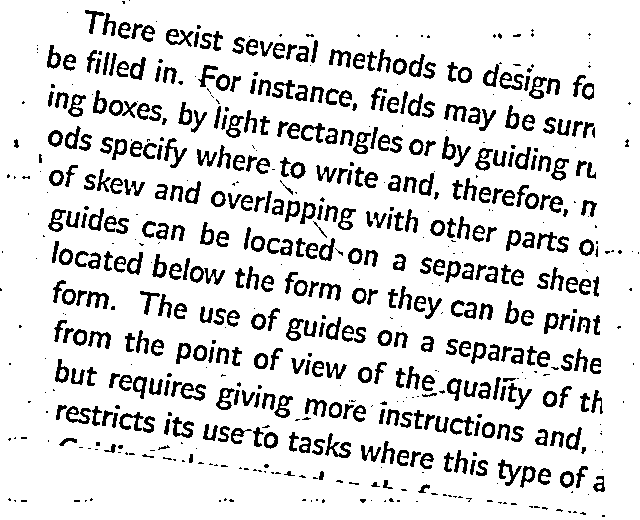 There exist several methods to design fo
be filled in. For instance, fields may be surr
ing boxes, by light rectangles or by guiding ru
ods specify where to write and, therefore, m
of skew and overlapping with other parts o
guides can be located on a separate sheet
located below the form or they can be print
form. The use of guides on a separate she
from the point of view of the quality of th
but requires giving more instructions and,
restricts its use to tasks where this type of a